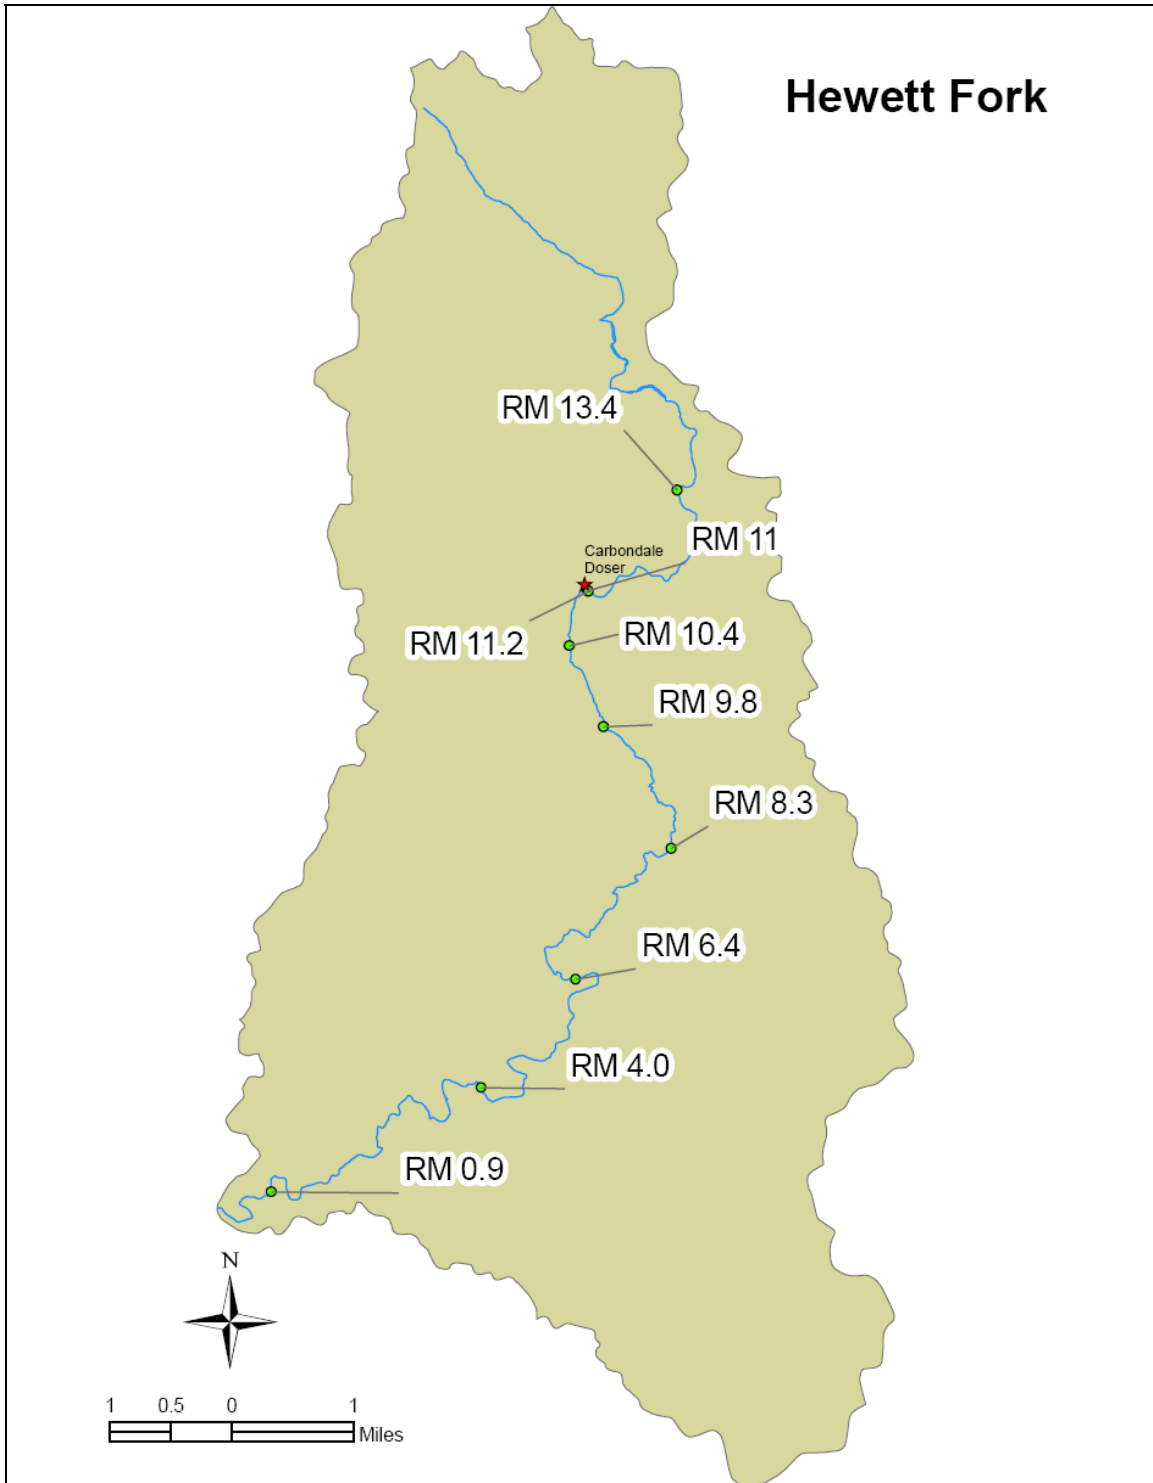 Hewett Fork
RM 13.4
RM 11
Carbondale
Doser
RM 11.2
RM 10.4
RM 9.8
RM 8.3
RM 6.4
RM 4.0
RM 0.9
N
1 0.5 0 1
Miles